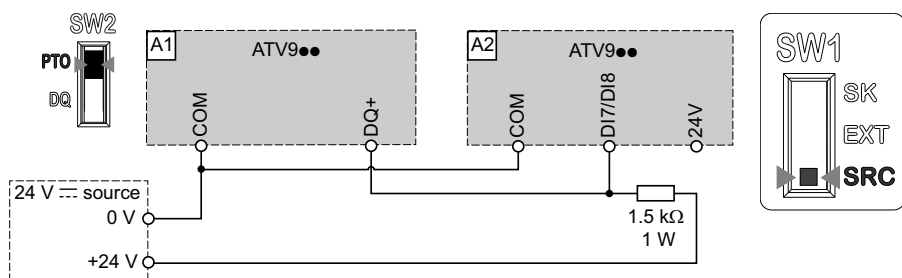 SW2
PTO
DQ
A1
ATV9●●
COM
DQ+
A2
ATV9●●
COM
DI7/DI8
24V
SW1
SK
EXT
SRC
24 V ⎓ source
0 V
+24 V
1.5 kΩ
1 W